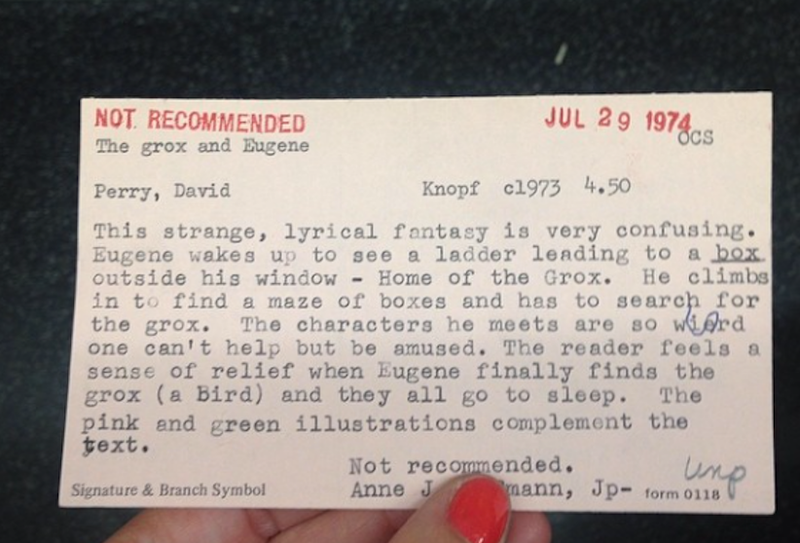 NOT RECOMMENDED JUL 29 1974
The grox and Eugene OCS
Perry, David Knopf c1973 4.50
This strange, lyrical fantasy is very confusing.
Eugene wakes up to see a ladder leading to a box
outside his window - Home of the Grox. He climbs
in to find a maze of boxes and has to search for
the grox. The characters he meets are so wierd
one can't help but be amused. The reader feels a
sense of relief when Eugene finally finds the
grox (a Bird) and they all go to sleep. The
pink and green illustrations complement the
text.
Not recommended.
Signature & Branch Symbol Anne J mann, Jp- form 0118